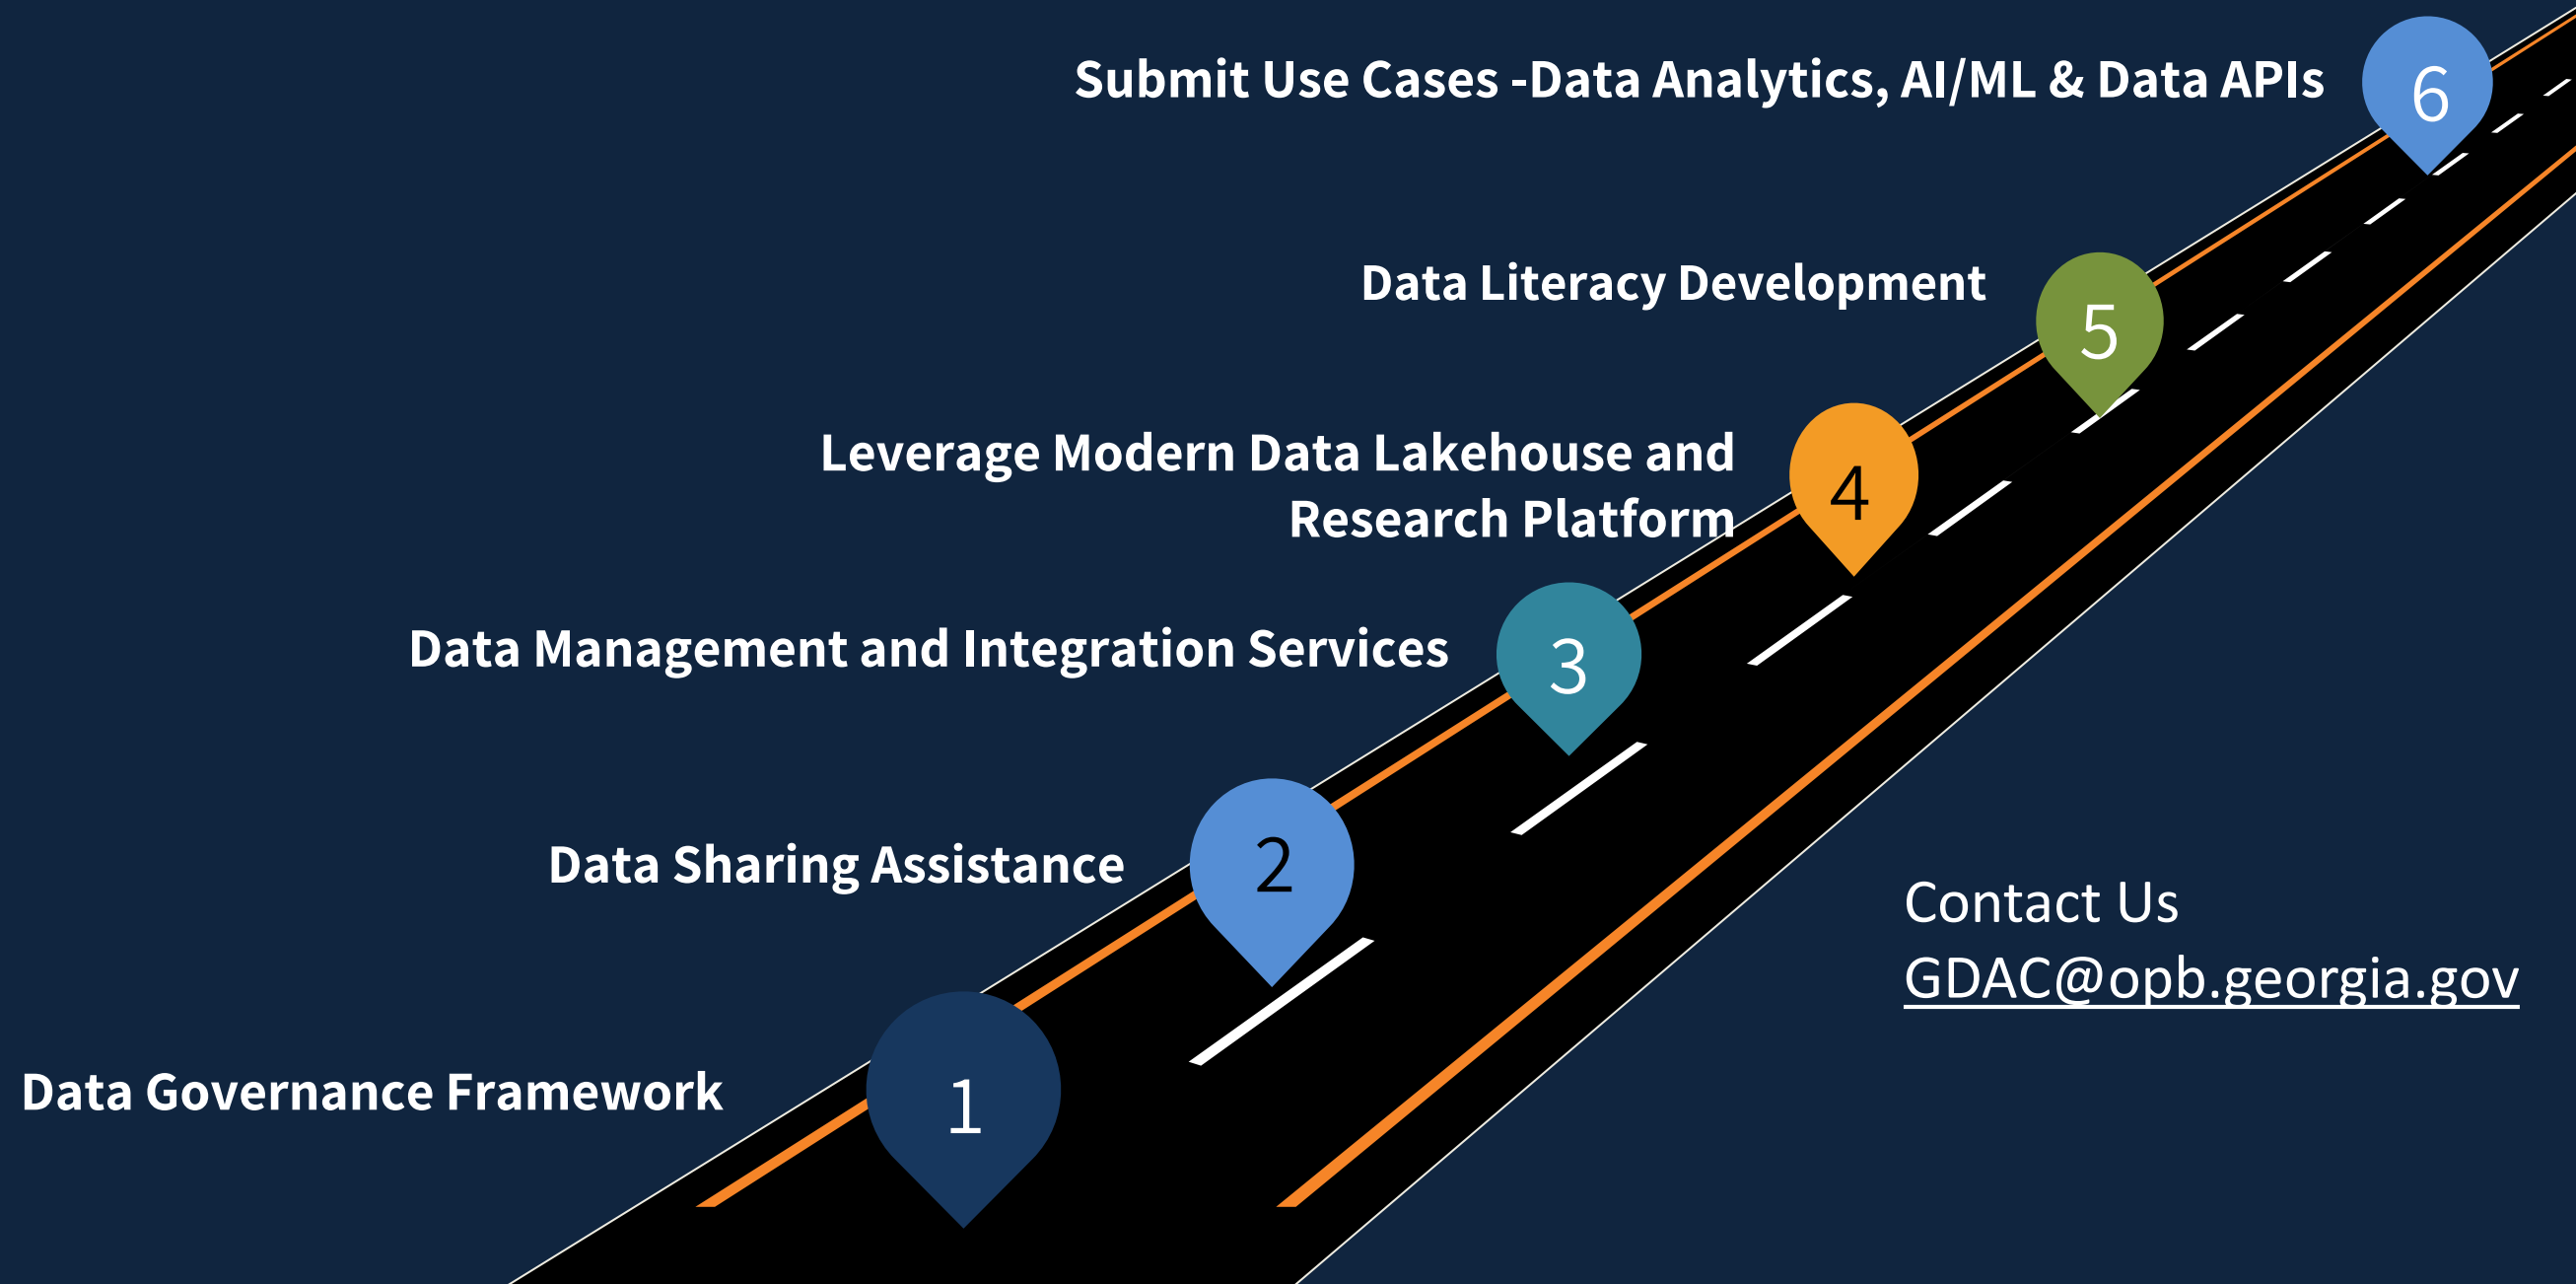 Submit Use Cases -Data Analytics, AI/ML & Data APIs
6
Data Literacy Development
5
Leverage Modern Data Lakehouse and
Research Platform
4
Data Management and Integration Services
3
Data Sharing Assistance
2
Data Governance Framework
1
Contact Us
GDAC@opb.georgia.gov